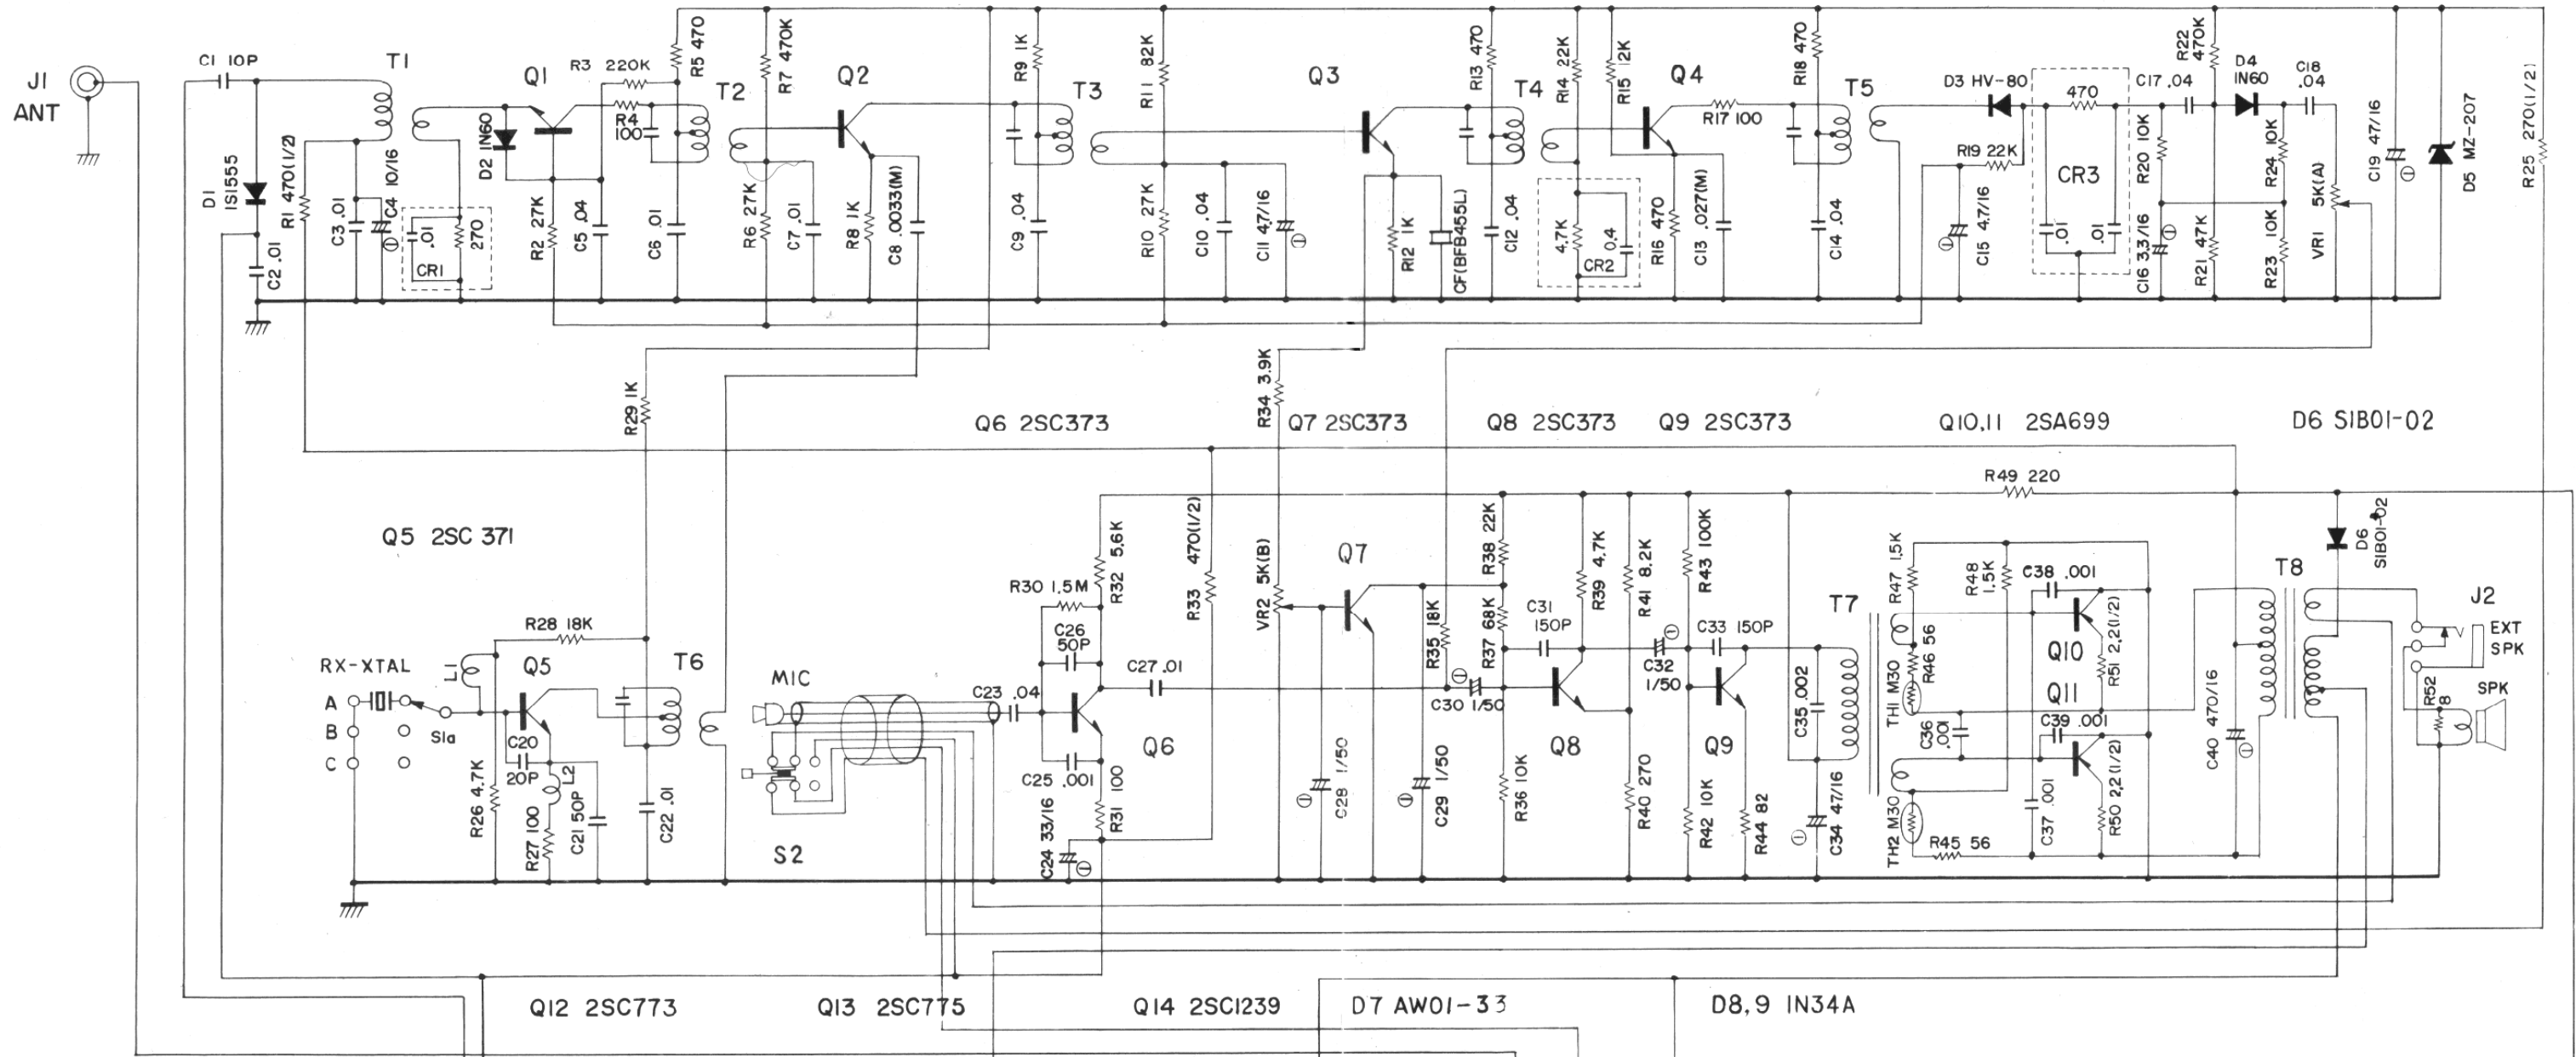 J1
ANT
C1 10P
T1
D1
1S1555
R1 470(1/2)
C2 .01
C3 .01
C4 10/16
.01
270
CR1
Q1
D2 1N60
R3 220K
R4
100
R2 27K
C5 .04
R5 470
C6 .01
T2
R7 470K
R6 27K
C7 .01
Q2
R8 1K
C8 .0033(M)
R9 1K
C9 .04
T3
R11 82K
R10 27K
C10 .04
C11 4.7/16
Q3
R12 1K
CF(BFB455L)
R13 470
C12 .04
T4
R14 22K
4.7K
0.4
CR2
R15 12K
Q4
R16 470
C13 .027(M)
R17 100
R18 470
C14 .04
T5
D3 HV-80
R19 22K
C15 4.7/16
470
CR3
.01
.01
C17 .04
R20 10K
C16 3.3/16
R22
470K
R21 47K
D4
1N60
R24 10K
R23 10K
C18
.04
5K(A)
VR1
C19 47/16
D5 MZ-207
R25 270(1/2)
R29 1K
R34 3.9K
Q6 2SC373
Q7 2SC373
Q8 2SC373
Q9 2SC373
Q10,11 2SA699
D6 S1B01-02
Q5 2SC 371
RX-XTAL
A
B
C
S1a
L1
R28 18K
Q5
R26 4.7K
C20
20P
L2
R27 100
C21 50P
C22 .01
T6
MIC
S2
C23 .04
R30 1.5M
C26
50P
R32 5.6K
C25 .001
Q6
R31 100
C24 33/16
C27 .01
R33 470(1/2)
VR2 5K(B)
Q7
C28 1/50
C29 1/50
R35 18K
C30 1/50
R38 22K
R37 68K
R36 10K
C31
150P
Q8
R39 4.7K
R41 8.2K
R40 270
C32
1/50
R43 100K
R42 10K
C33 150P
Q9
R44 82
C35 .002
C34 47/16
T7
R47 1.5K
R46 56
TH1 M30
TH2 M30
R45 56
R48
1.5K
R49 220
C36
.001
C38 .001
Q10
R51 2.2(1/2)
Q11
C39 .001
C37 .001
R50 2.2(1/2)
C40 470/16
T8
D6
S1B01-02
J2
EXT
SPK
R52
8
SPK
Q12 2SC773
Q13 2SC775
Q14 2SC1239
D7 AW01-33
D8,9 1N34A